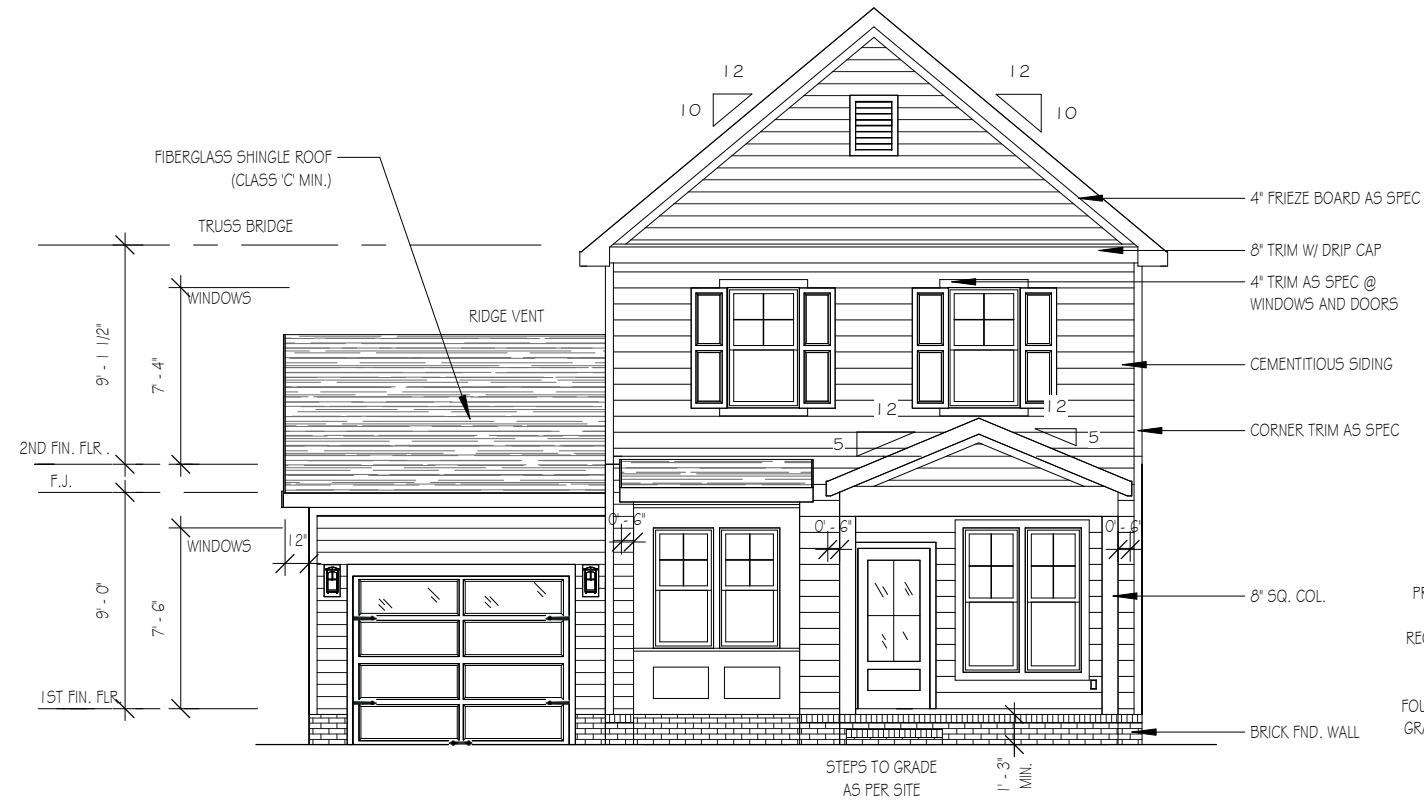 12
12
10
10
FIBERGLASS SHINGLE ROOF
(CLASS 'C' MIN.)
4" FRIEZE BOARD AS SPEC
TRUSS BRIDGE
8" TRIM W/ DRIP CAP
4" TRIM AS SPEC @
WINDOWS AND DOORS
WINDOWS
RIDGE VENT
9' - 1 1/2"
7' - 4"
CEMENTITIOUS SIDING
12
12
5
5
CORNER TRIM AS SPEC
2ND FIN. FLR .
F.J.
0' - 6"
0' - 6"
0' - 6"
WINDOWS
12"
9' - 0"
7' - 6"
8" SQ. COL.
1ST FIN. FLR.
BRICK FND. WALL
STEPS TO GRADE
AS PER SITE
1' - 3"
MIN.